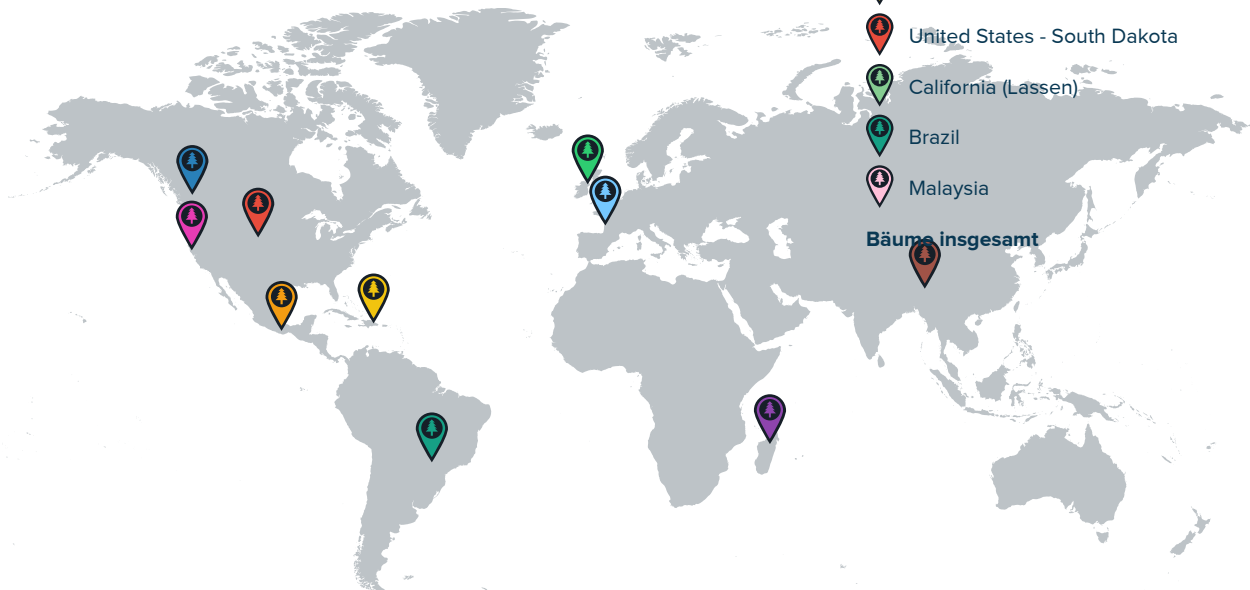 United States - South Dakota
California (Lassen)
Brazil
Malaysia
Bäume insgesamt